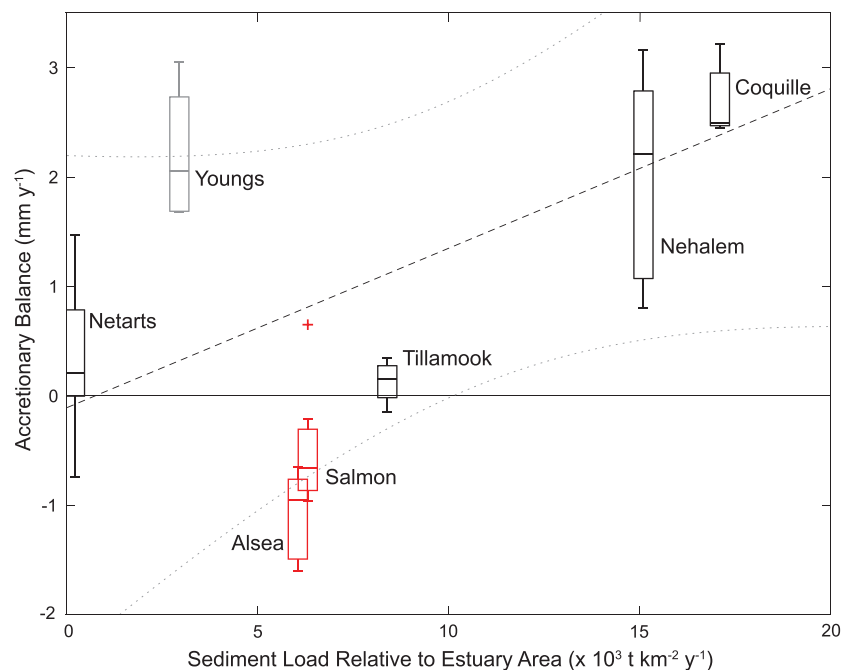 3
2
1
0
-1
-2
Accretionary Balance (mm y-1)
Coquille
Youngs
Nehalem
Netarts
Tillamook
Salmon
Alsea
0
5
10
15
20
Sediment Load Relative to Estuary Area (x 10³ t km-2 y-1)